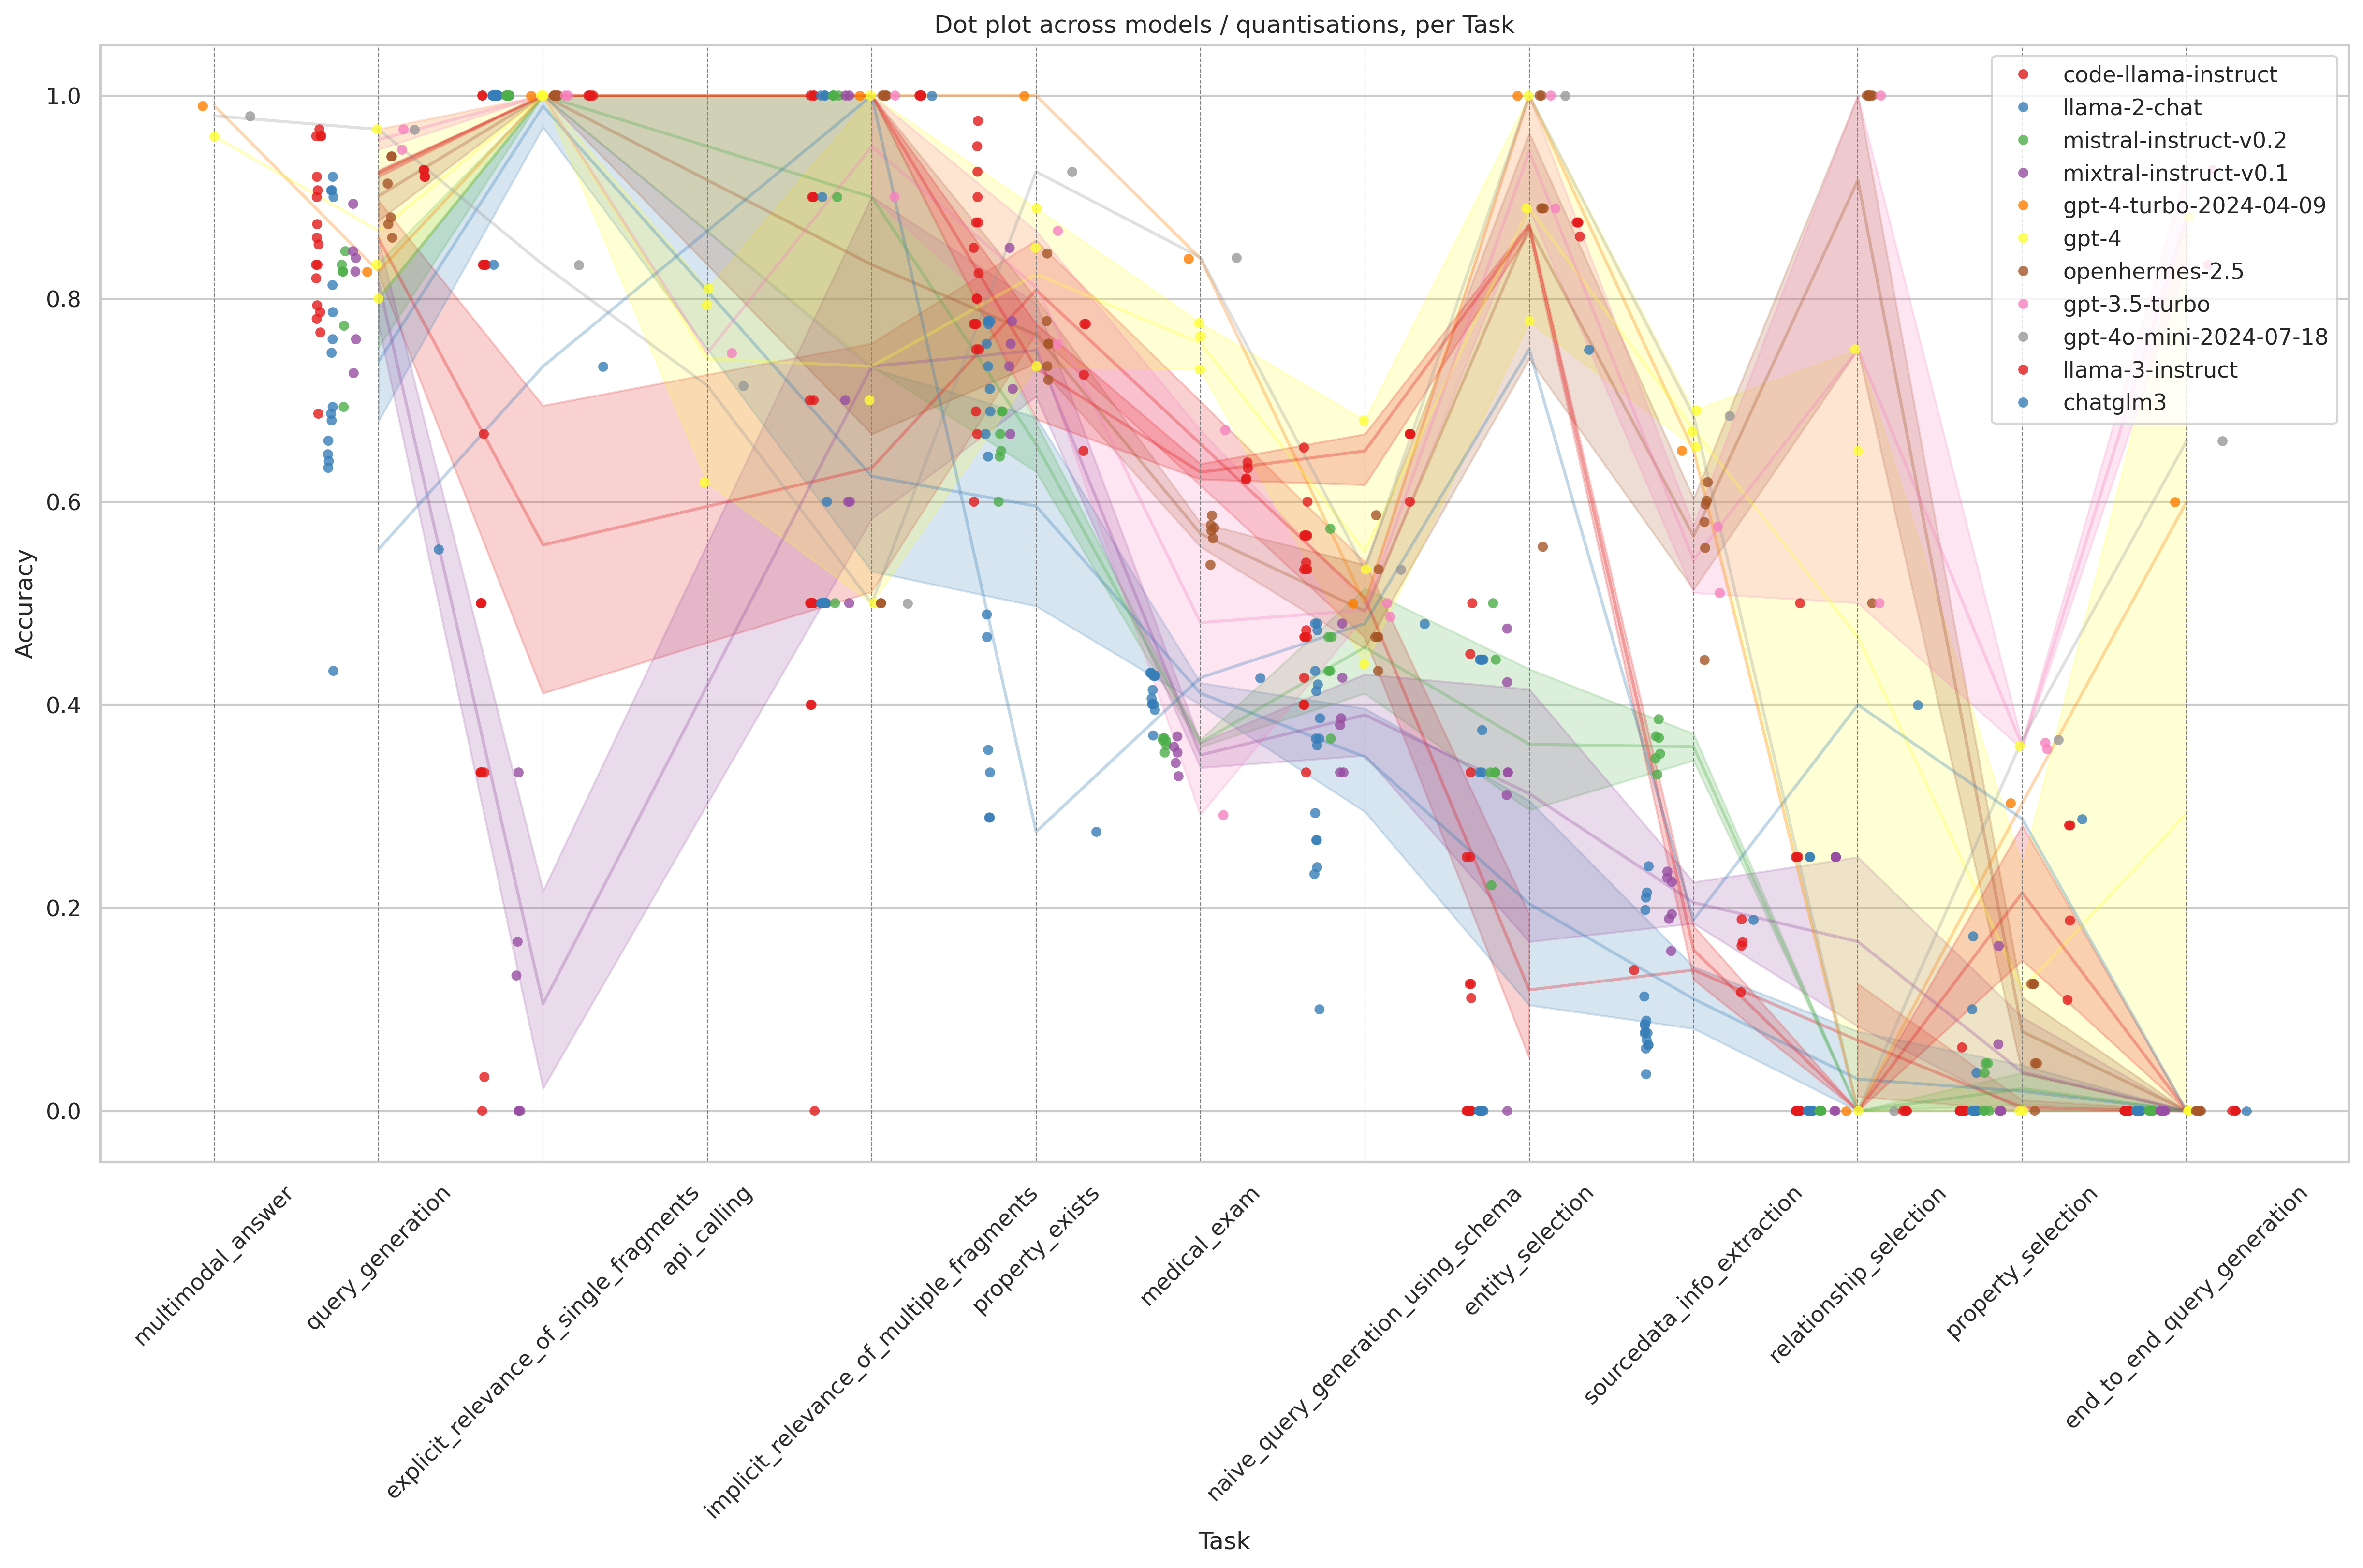 Dot plot across models / quantisations, per Task
code-llama-instruct
llama-2-chat
mistral-instruct-v0.2
mixtral-instruct-v0.1
gpt-4-turbo-2024-04-09
gpt-4
openhermes-2.5
gpt-3.5-turbo
gpt-4o-mini-2024-07-18
llama-3-instruct
chatglm3
Accuracy
1.0
0.8
0.6
0.4
0.2
0.0
multimodal_answer
query_generation
explicit_relevance_of_single_fragments
api_calling
implicit_relevance_of_multiple_fragments
property_exists
medical_exam
naive_query_generation_using_schema
entity_selection
sourcedata_info_extraction
relationship_selection
property_selection
end_to_end_query_generation
Task